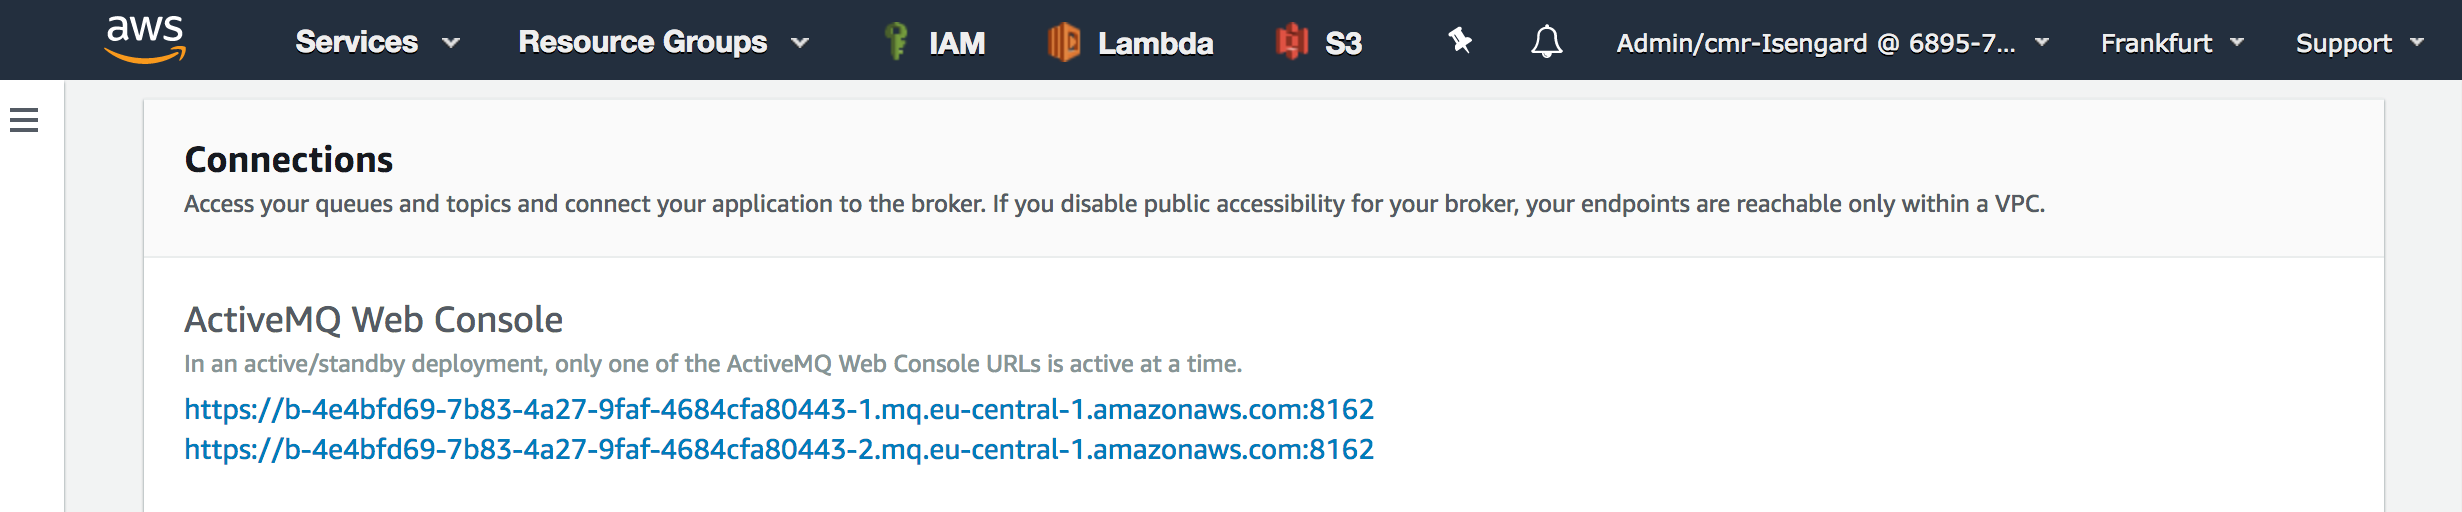 aws Services Resource Groups IAM Lambda S3 Admin/cmr-Isengard @ 6895-7... Frankfurt Support
Connections
Access your queues and topics and connect your application to the broker. If you disable public accessibility for your broker, your endpoints are reachable only within a VPC.
ActiveMQ Web Console
In an active/standby deployment, only one of the ActiveMQ Web Console URLs is active at a time.
https://b-4e4bfd69-7b83-4a27-9faf-4684cfa80443-1.mq.eu-central-1.amazonaws.com:8162
https://b-4e4bfd69-7b83-4a27-9faf-4684cfa80443-2.mq.eu-central-1.amazonaws.com:8162